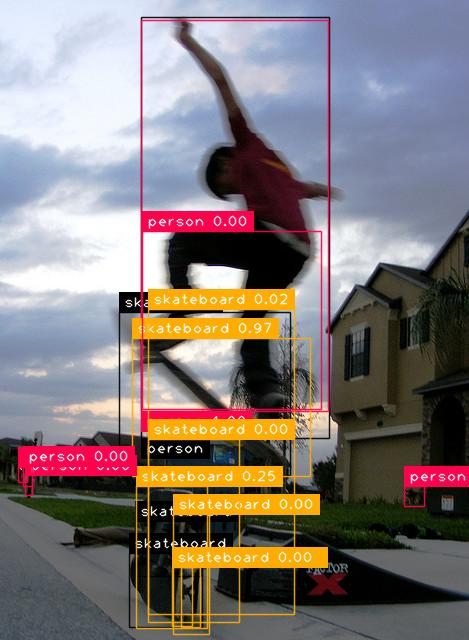 person 0.00
ska
skateboard 0.02
skateboard 0.97
skateboard 0.00
person
person 0.00
person
skateboard 0.25
skateboard 0.00
skateboard
skateboard 0.00
FACTOR
X